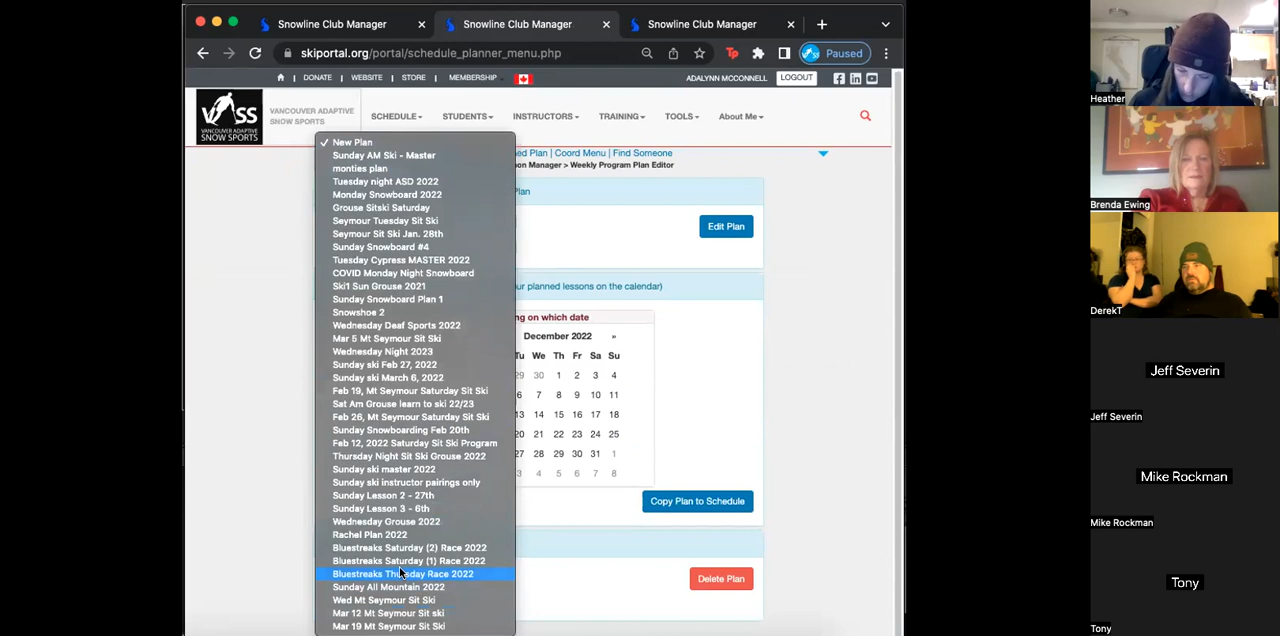 Snowline Club Manager
Snowline Club Manager
Snowline Club Manager
skiportal.org/portal/schedule_planner_menu.php
Tp
Paused
DONATE | WEBSITE | STORE | MEMBERSHIP
ADALYNN MCCONNELL
LOGOUT
VASS
VANCOUVER ADAPTIVE
SNOW SPORTS
VANCOUVER ADAPTIVE
SNOW SPORTS
SCHEDULE
STUDENTS
INSTRUCTORS
TRAINING
TOOLS
About Me
ed Plan | Coord Menu | Find Someone
son Manager > Weekly Program Plan Editor
Plan
Edit Plan
ur planned lessons on the calendar)
ng on which date
December 2022 »
Tu We Th Fr Sa Su
29 30 1 2 3 4
6 7 8 9 10 11
13 14 15 16 17 18
20 21 22 23 24 25
27 28 29 30 31 1
3 4 5 6 7 8
Copy Plan to Schedule
Delete Plan
New Plan
Sunday AM Ski - Master
monties plan
Tuesday night ASD 2022
Monday Snowboard 2022
Grouse Sitski Saturday
Seymour Tuesday Sit Ski
Seymour Sit Ski Jan. 28th
Sunday Snowboard #4
Tuesday Cypress MASTER 2022
COVID Monday Night Snowboard
Ski1 Sun Grouse 2021
Sunday Snowboard Plan 1
Snowshoe 2
Wednesday Deaf Sports 2022
Mar 5 Mt Seymour Sit Ski
Wednesday Night 2023
Sunday ski Feb 27, 2022
Sunday ski March 6, 2022
Feb 19, Mt Seymour Saturday Sit Ski
Sat Am Grouse learn to ski 22/23
Feb 26, Mt Seymour Saturday Sit Ski
Sunday Snowboarding Feb 20th
Feb 12, 2022 Saturday Sit Ski Program
Thursday Night Sit Ski Grouse 2022
Sunday ski master 2022
Sunday ski instructor pairings only
Sunday Lesson 2 - 27th
Sunday Lesson 3 - 6th
Wednesday Grouse 2022
Rachel Plan 2022
Bluestreaks Saturday (2) Race 2022
Bluestreaks Saturday (1) Race 2022
Bluestreaks Thursday Race 2022
Sunday All Mountain 2022
Wed Mt Seymour Sit Ski
Mar 12 Mt Seymour Sit ski
Mar 19 Mt Seymour Sit Ski
Heather
Brenda Ewing
DerekT
Jeff Severin
Jeff Severin
Mike Rockman
Mike Rockman
Tony
Tony